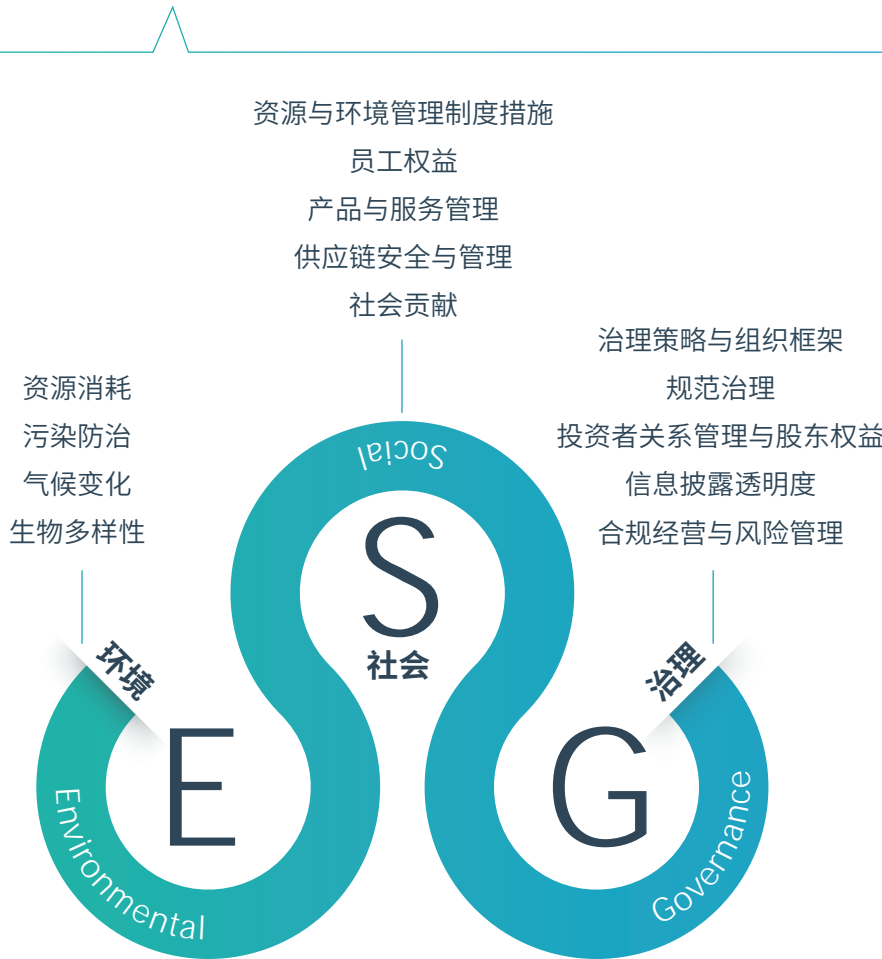 资源与环境管理制度措施
员工权益
产品与服务管理
供应链安全与管理
社会贡献
治理策略与组织框架
规范治理
投资者关系管理与股东权益
信息披露透明度
合规经营与风险管理
资源消耗
污染防治
气候变化
生物多样性
Social
S
社会
环境
E
Environmental
治理
G
Governance